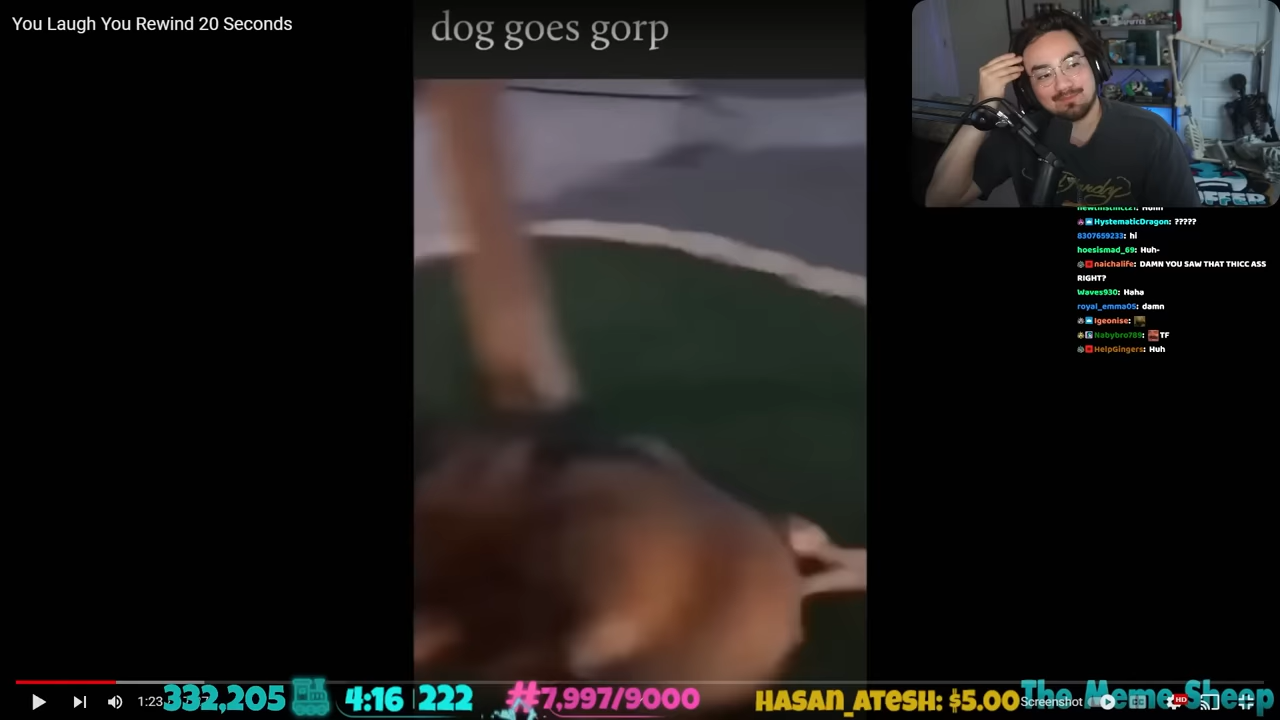 You Laugh You Rewind 20 Seconds
dog goes gorp
HystematicDragon: ?????
8307659233: hi
hoesismad_69: Huh-
naichalife: DAMN YOU SAW THAT THICC ASS
RIGHT?
Waves930: Haha
royal_emma05: damn
Igeonise:
Nabybro789: TF
HelpGingers: Huh
1:23
332,205
4:16 | 222
#7,997/9000
HASAN_ATESH: $5.00
Screenshot
HD
The Meme Sheep